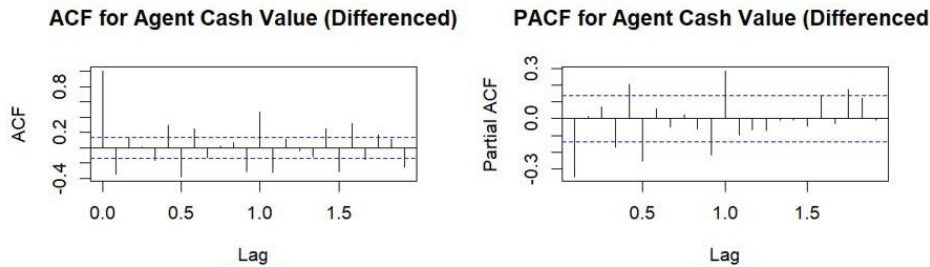 ACF for Agent Cash Value (Differenced)
ACF
0.8
0.2
-0.4
0.0
0.5
1.0
1.5
Lag
PACF for Agent Cash Value (Differenced
Partial ACF
0.3
0.0
-0.3
0.5
1.0
1.5
Lag